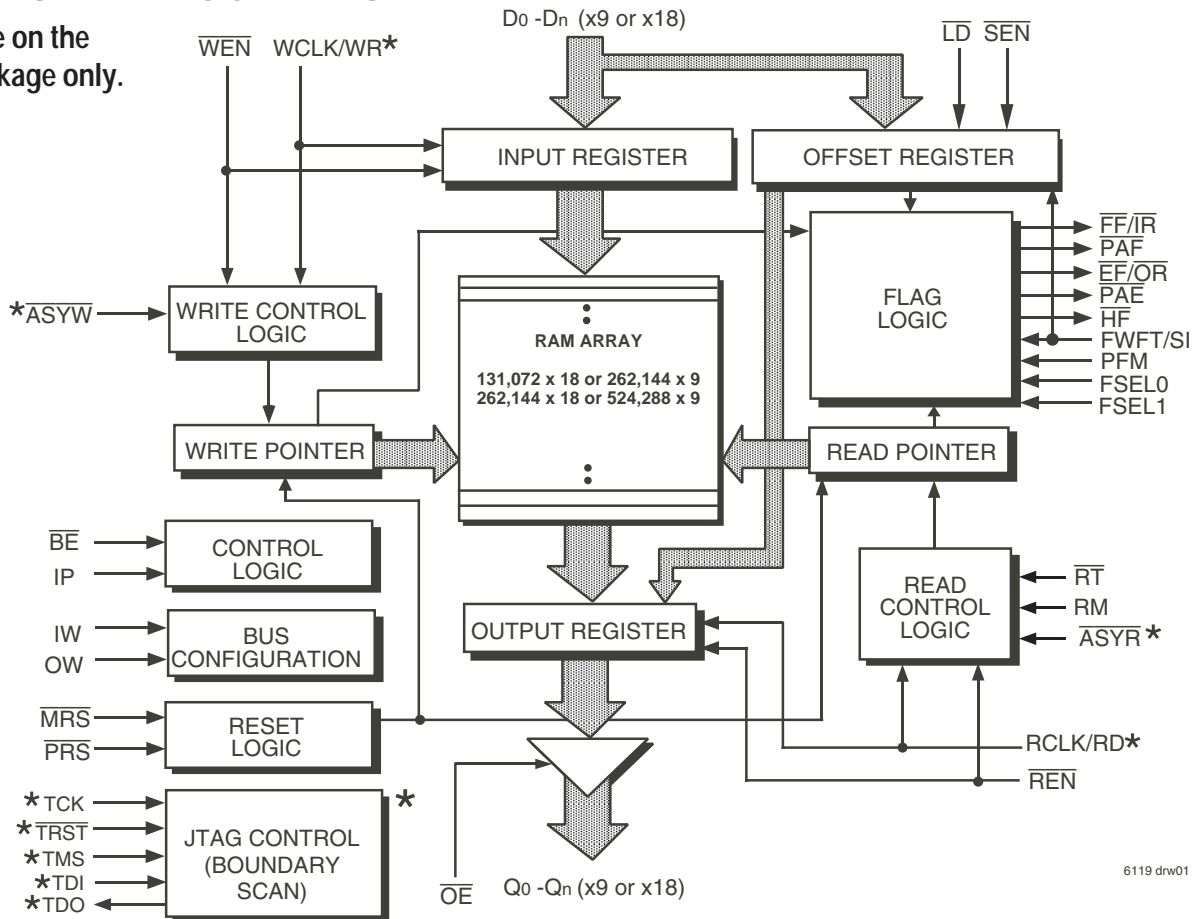 e on the
kage only.
D0 -Dn (x9 or x18)
WEN
WCLK/WR*
LD
SEN
INPUT REGISTER
OFFSET REGISTER
*ASYW
WRITE CONTROL
LOGIC
RAM ARRAY
131,072 x 18 or 262,144 x 9
262,144 x 18 or 524,288 x 9
FLAG
LOGIC
FF/IR
PAF
EF/OR
PAE
HF
FWFT/SI
PFM
FSEL0
FSEL1
WRITE POINTER
READ POINTER
BE
IP
CONTROL
LOGIC
READ
CONTROL
LOGIC
RT
RM
ASYR*
IW
OW
BUS
CONFIGURATION
OUTPUT REGISTER
MRS
PRS
RESET
LOGIC
RCLK/RD*
REN
*TCK
*TRST
*TMS
*TDI
*TDO
JTAG CONTROL
(BOUNDARY
SCAN)
*
OE
Q0 -Qn (x9 or x18)
6119 drw01